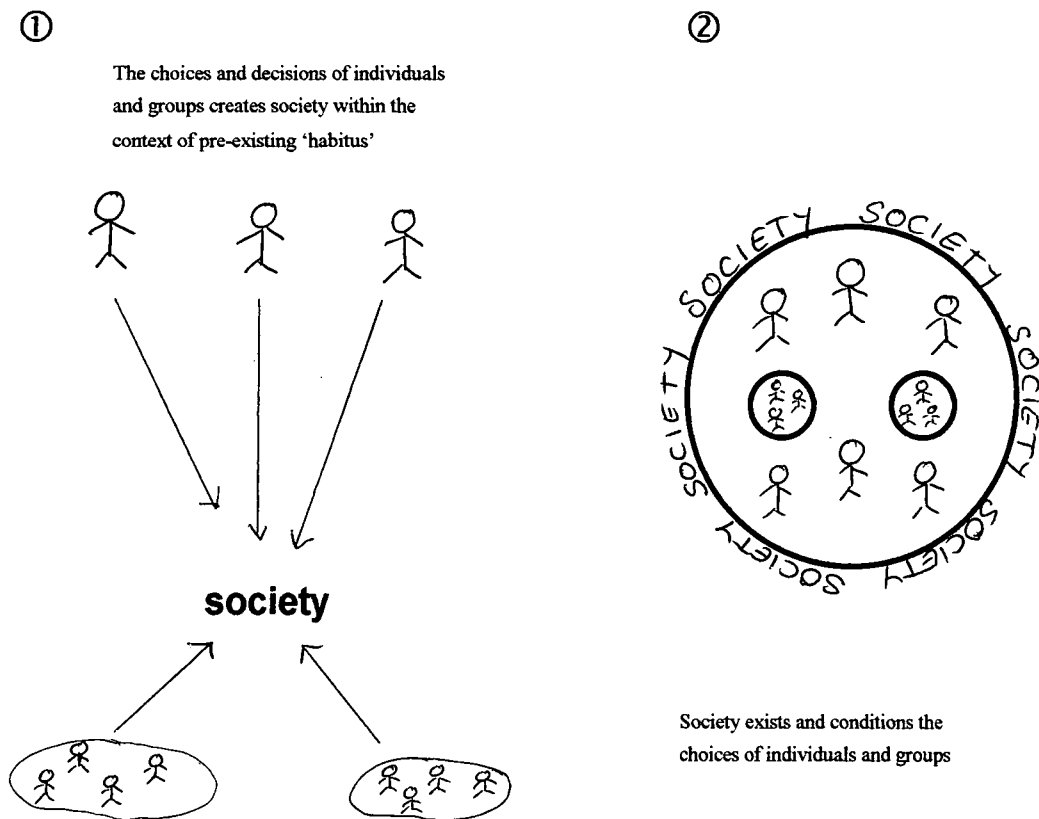 ①
The choices and decisions of individuals
and groups creates society within the
context of pre-existing ‘habitus’
society
②
SOCIETY
SOCIETY
SOCIETY
SOCIETY
SOCIETY
SOCIETY
SOCIETY
SOCIETY
Society exists and conditions the
choices of individuals and groups